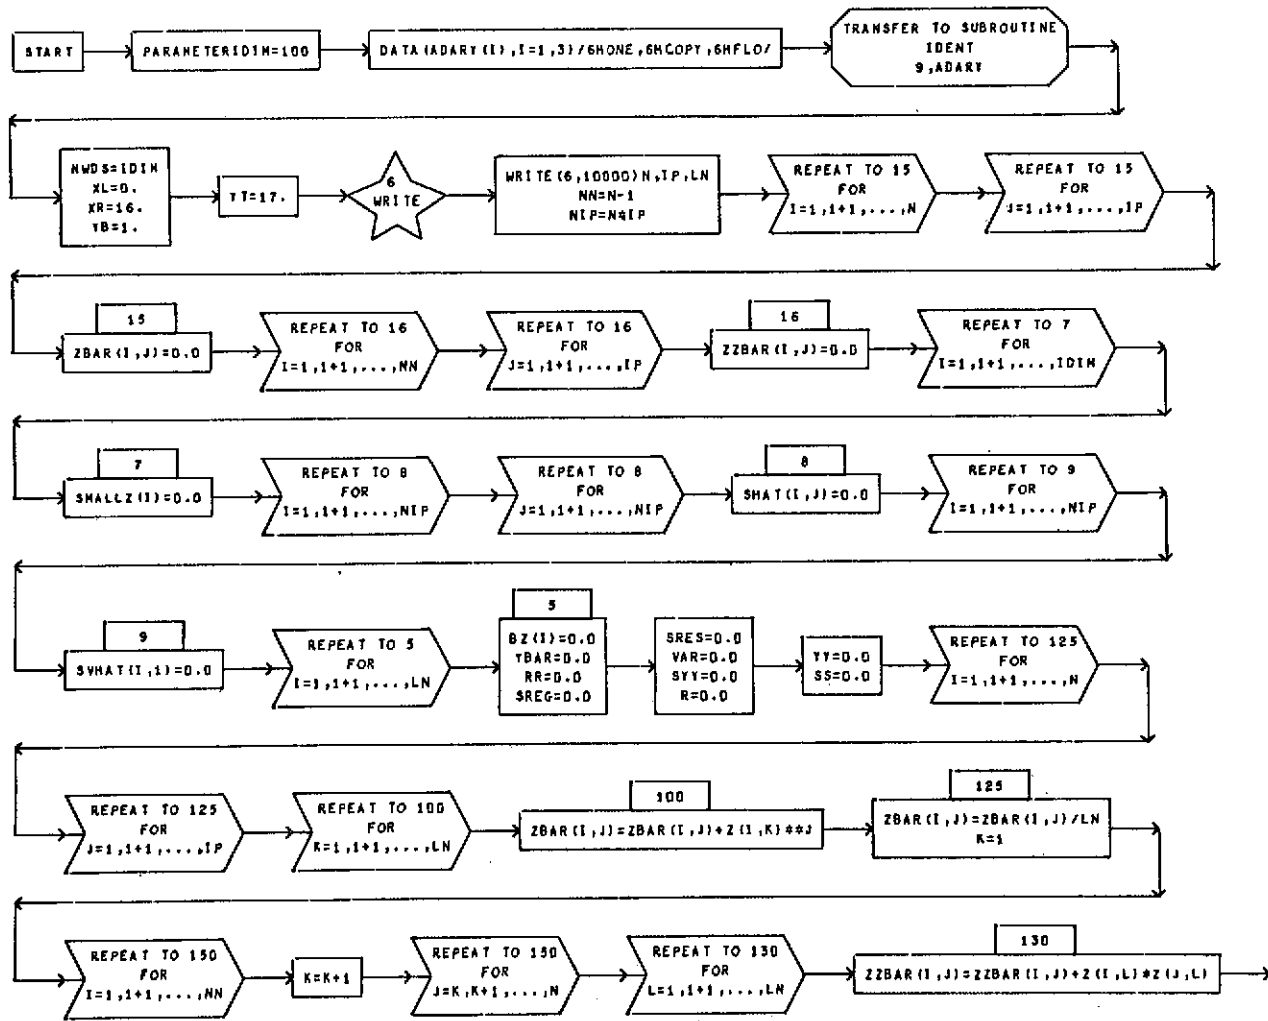 START
PARAMETERIDIM=100
DATA(ADARY(I),I=1,3)/6HONE,6HCOPY,6HFLO/
TRANSFER TO SUBROUTINE
IDENT
9,ADARY
NWDS=IDIM
XL=0.
XR=16.
YB=1.
YT=17.
6
WRITE
WRITE(6,10000)N,IP,LN
NN=N-1
NIP=N*IP
REPEAT TO 15
FOR
I=1,1+1,...,N
REPEAT TO 15
FOR
J=1,1+1,...,IP
15
ZBAR(I,J)=0.0
REPEAT TO 16
FOR
I=1,1+1,...,NN
REPEAT TO 16
FOR
J=1,1+1,...,IP
16
ZZBAR(I,J)=0.0
REPEAT TO 7
FOR
I=1,1+1,...,IDIM
7
SMALLZ(I)=0.0
REPEAT TO 8
FOR
I=1,1+1,...,NIP
REPEAT TO 8
FOR
J=1,1+1,...,NIP
8
SMAT(I,J)=0.0
REPEAT TO 9
FOR
I=1,1+1,...,NIP
9
SVMAT(I,1)=0.0
REPEAT TO 5
FOR
I=1,1+1,...,LN
5
BZ(I)=0.0
YBAR=0.0
RR=0.0
SREG=0.0
SRES=0.0
VAR=0.0
SYY=0.0
R=0.0
YY=0.0
SS=0.0
REPEAT TO 125
FOR
I=1,1+1,...,N
REPEAT TO 125
FOR
J=1,1+1,...,IP
REPEAT TO 100
FOR
K=1,1+1,...,LN
100
ZBAR(I,J)=ZBAR(I,J)+Z(I,K)**J
125
ZBAR(I,J)=ZBAR(I,J)/LN
K=1
REPEAT TO 150
FOR
I=1,1+1,...,NN
K=K+1
REPEAT TO 150
FOR
J=K,K+1,...,N
REPEAT TO 130
FOR
L=1,1+1,...,LN
130
ZZBAR(I,J)=ZZBAR(I,J)+Z(I,L)*Z(J,L)